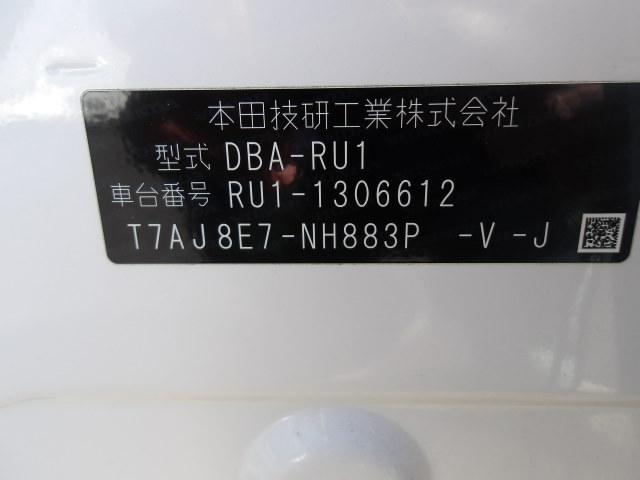 本田技研工業株式会社
型式 DBA-RU1
車台番号 RU1-1306612
T7AJ8E7-NH883P -V -J